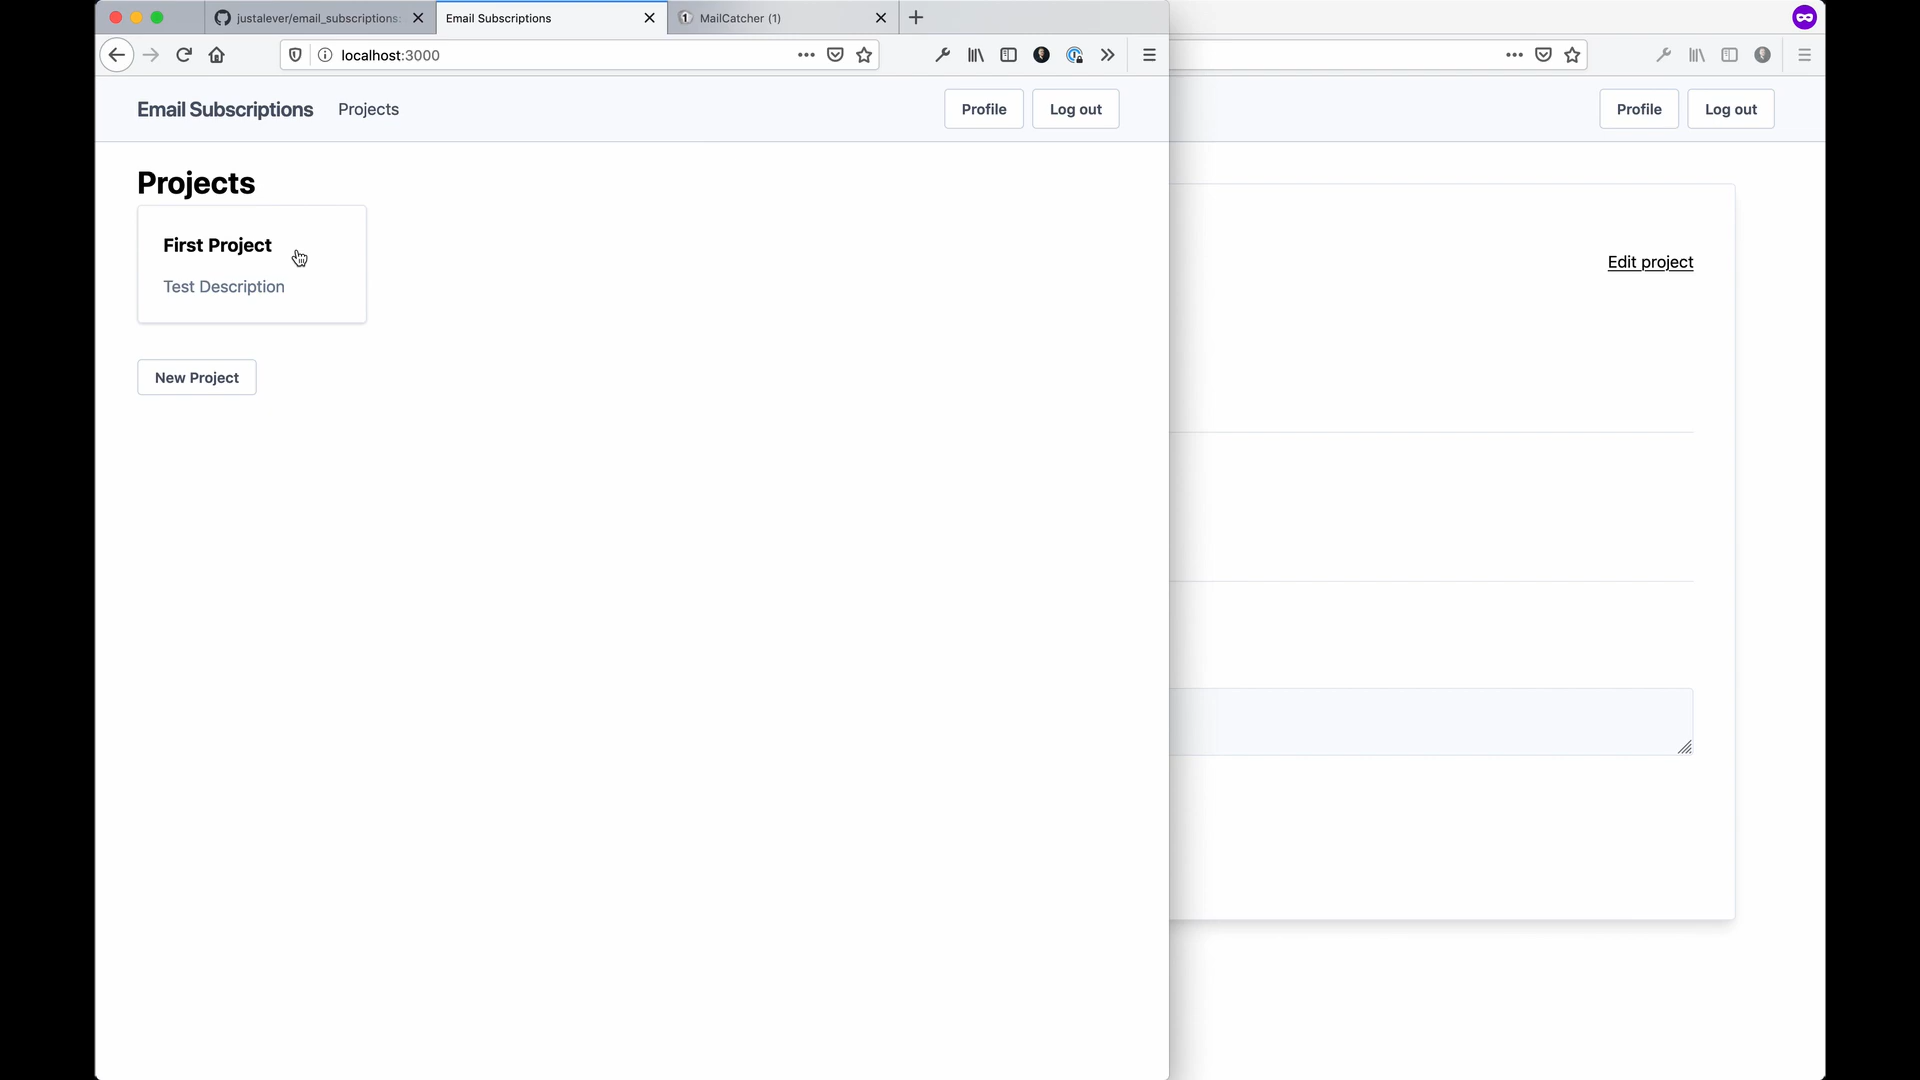 justalever/email_subscriptions:
Email Subscriptions
MailCatcher (1)
localhost:3000
Email Subscriptions
Projects
Profile
Log out
Profile
Log out
Projects
First Project
Test Description
Edit project
New Project